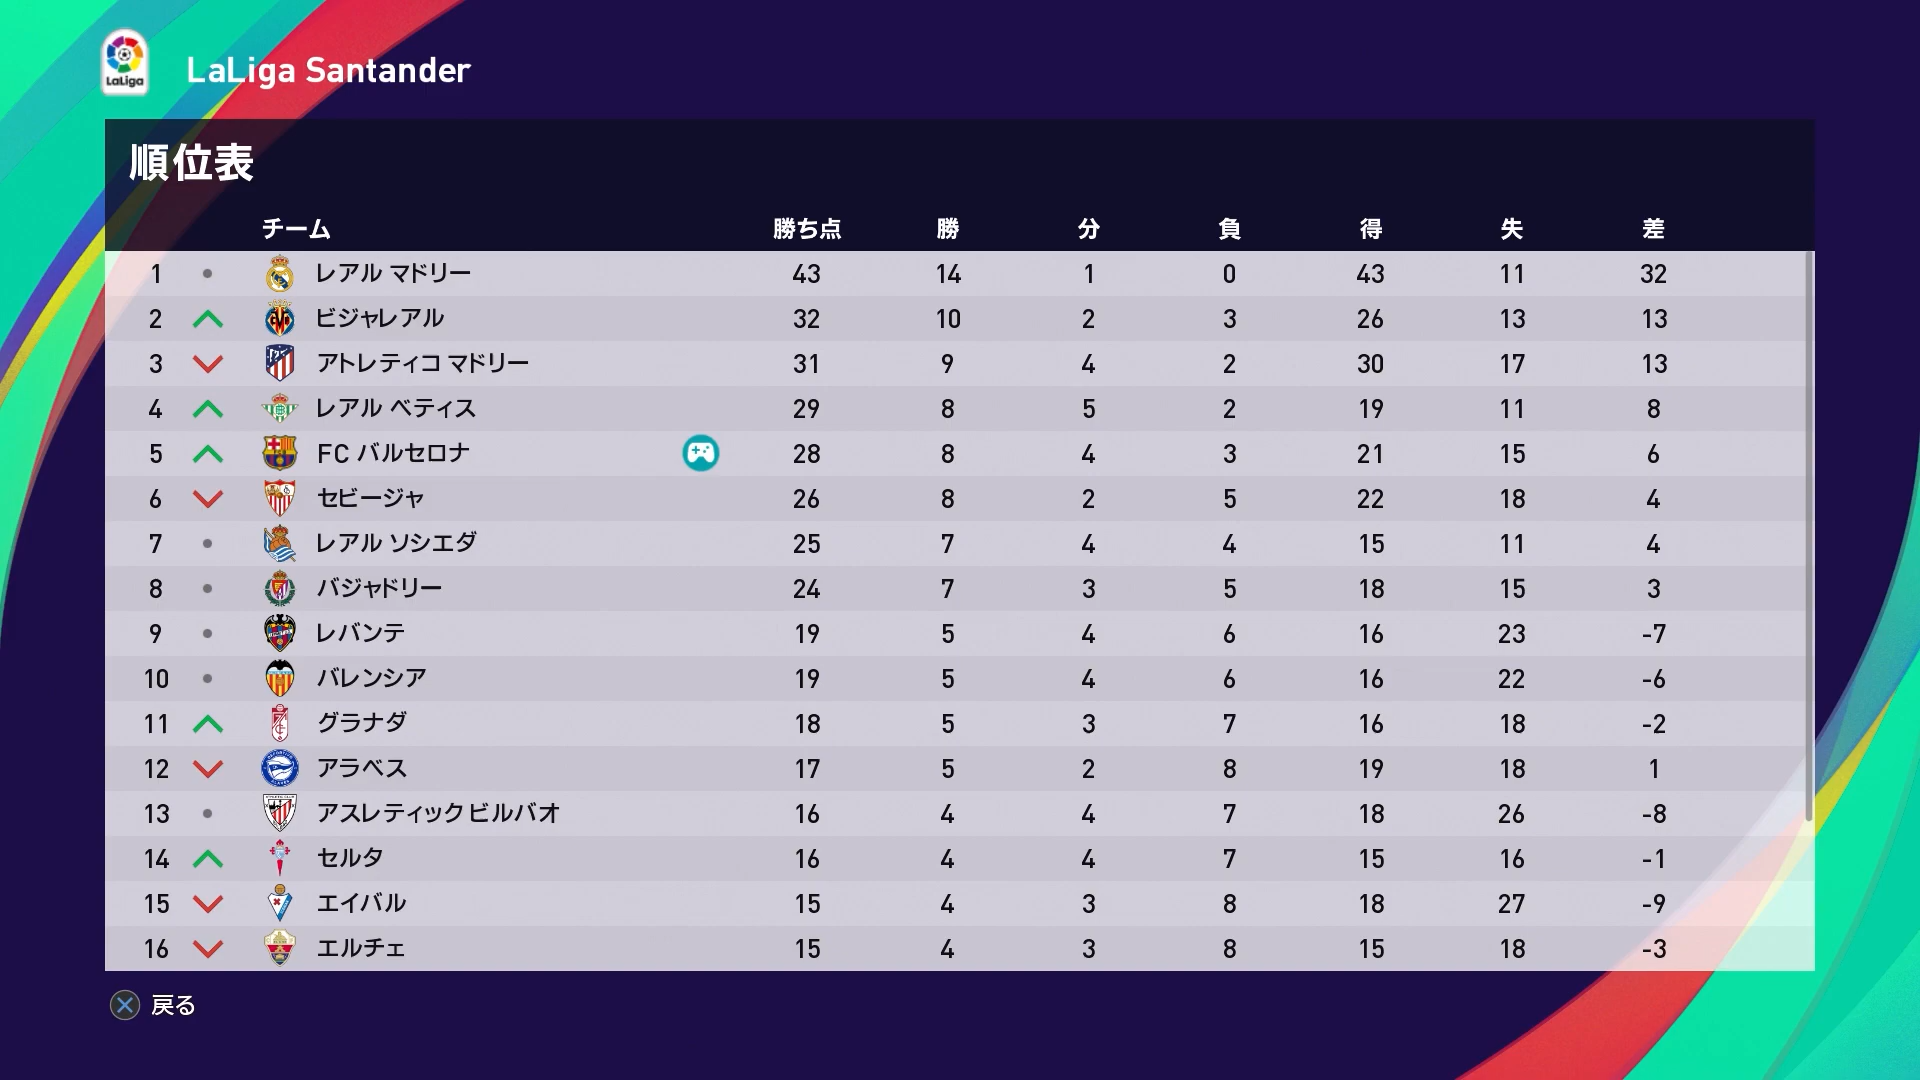 LaLiga
LaLiga Santander
順位表
チーム 勝ち点 勝 分 負 得 失 差
1 レアル マドリー 43 14 1 0 43 11 32
2 ビジャレアル 32 10 2 3 26 13 13
3 アトレティコ マドリー 31 9 4 2 30 17 13
4 レアル ベティス 29 8 5 2 19 11 8
5 FC バルセロナ 28 8 4 3 21 15 6
6 セビージャ 26 8 2 5 22 18 4
7 レアル ソシエダ 25 7 4 4 15 11 4
8 バジャドリー 24 7 3 5 18 15 3
9 レバンテ 19 5 4 6 16 23 -7
10 バレンシア 19 5 4 6 16 22 -6
11 グラナダ 18 5 3 7 16 18 -2
12 アラベス 17 5 2 8 19 18 1
13 アスレティック ビルバオ 16 4 4 7 18 26 -8
14 セルタ 16 4 4 7 15 16 -1
15 エイバル 15 4 3 8 18 27 -9
16 エルチェ 15 4 3 8 15 18 -3
戻る